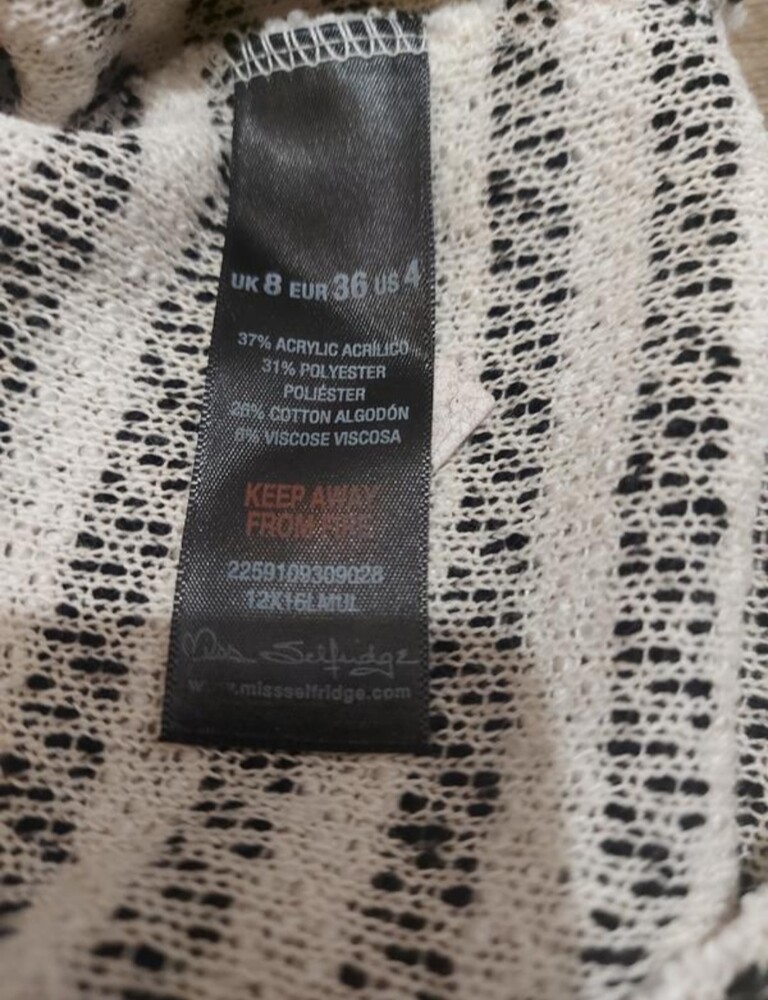 UK 8 EUR 36 US 4
37% ACRYLIC ACRÍLICO
31% POLYESTER
POLIÉSTER
26% COTTON ALGODÓN
6% VISCOSE VISCOSA
KEEP AWAY
FROM FIRE
2259109309028
12X16LMUL
Miss Selfridge
www.missselfridge.com